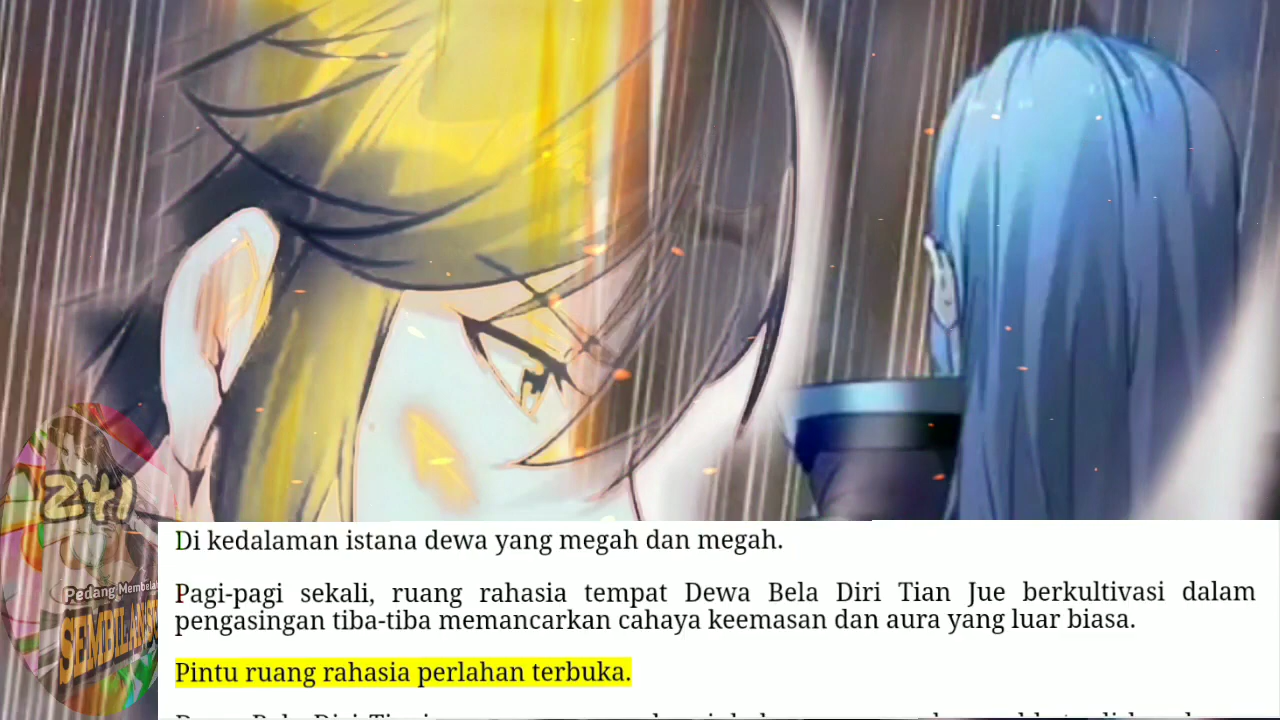 241
Pedang Membela
SEMBILAN SU
Di kedalaman istana dewa yang megah dan megah.
Pagi-pagi sekali, ruang rahasia tempat Dewa Bela Diri Tian Jue berkultivasi dalam
pengasingan tiba-tiba memancarkan cahaya keemasan dan aura yang luar biasa.
Pintu ruang rahasia perlahan terbuka.